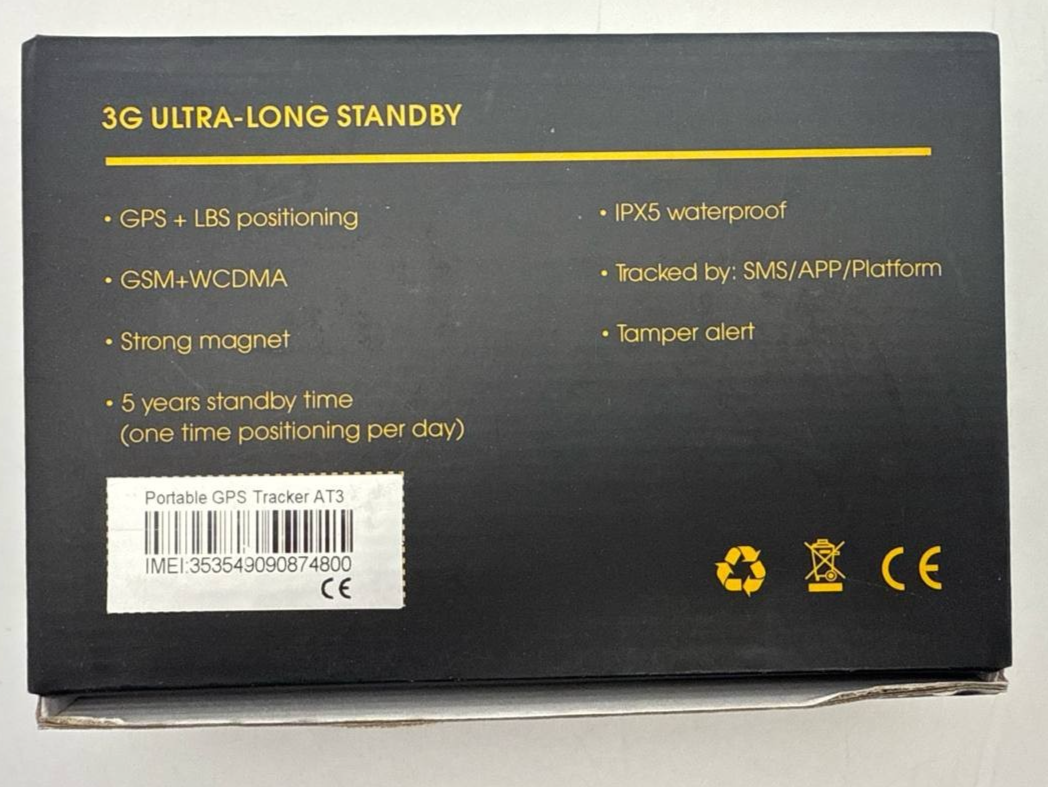 3G ULTRA-LONG STANDBY
• GPS + LBS positioning
• GSM+WCDMA
• Strong magnet
• 5 years standby time
(one time positioning per day)
• IPX5 waterproof
• Tracked by: SMS/APP/Platform
• Tamper alert
Portable GPS Tracker AT3
IMEI:353549090874800
CE
CE